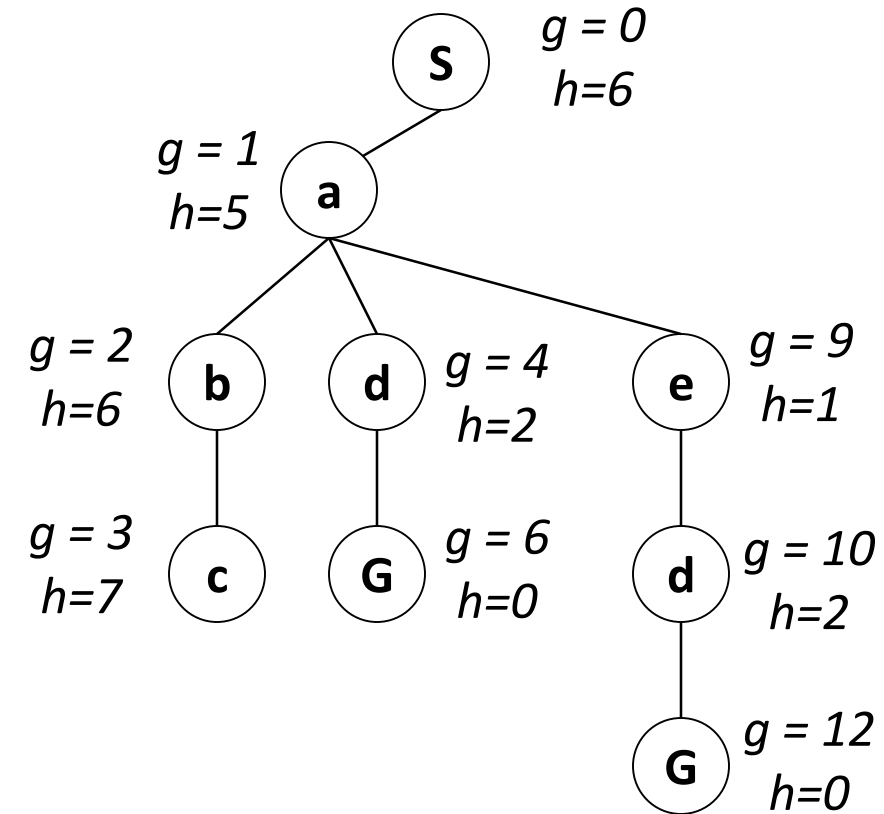 S
g = 0
h=6
g = 1
h=5
a
g = 2
h=6
b
d
g = 4
h=2
e
g = 9
h=1
g = 3
h=7
c
G
g = 6
h=0
d
g = 10
h=2
G
g = 12
h=0